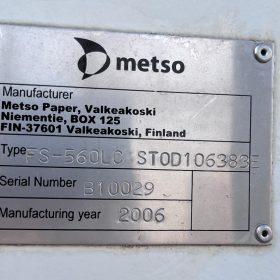 metso
Manufacturer
Metso Paper, Valkeakoski
Niementie, BOX 125
FIN-37601 Valkeakoski, Finland
Type FS-560LC STOD106383E
Serial Number B10029
Manufacturing year 2006